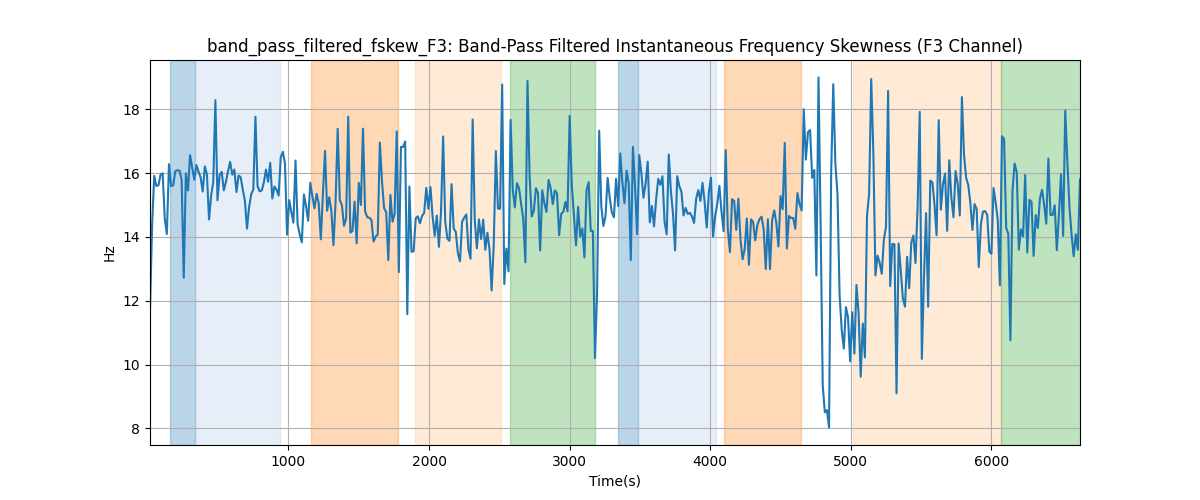 band_pass_filtered_fskew_F3: Band-Pass Filtered Instantaneous Frequency Skewness (F3 Channel)
Hz
18
16
14
12
10
8
1000 2000 3000 4000 5000 6000
Time(s)